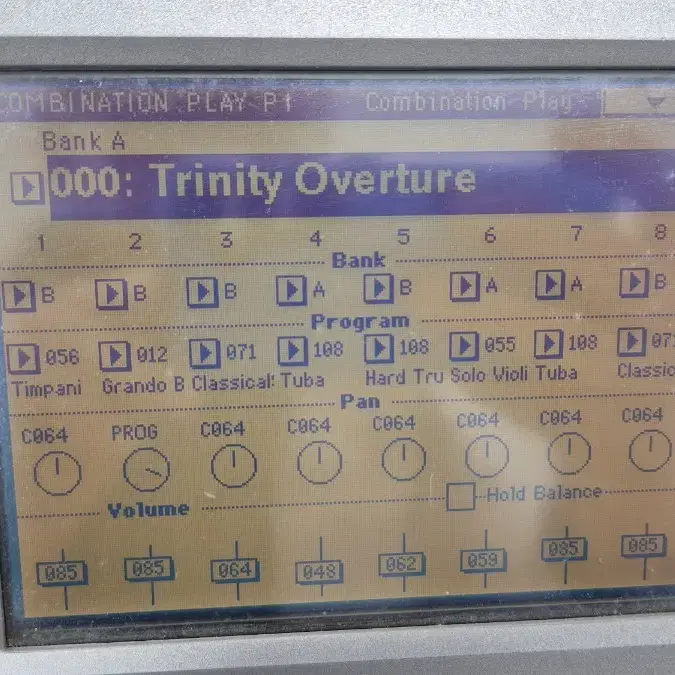 COMBINATION PLAY P1 Combination Play
Bank A
000: Trinity Overture
1 2 3 4 5 6 7 8
Bank
B B B A B A A B
Program
056 012 071 108 108 055 108
Timpani Grando B Classical Tuba Hard Tru Solo Violi Tuba Classic
Pan
C064 PROG C064 C064 C064 C064 C064 C064
Hold Balance
Volume
085 085 064 048 062 059 085